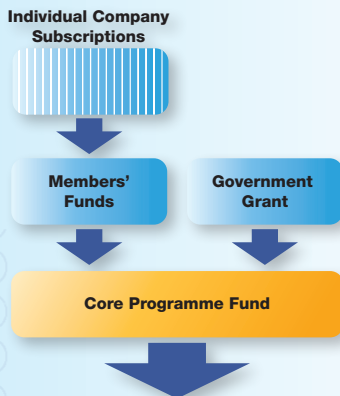 Individual Company
Subscriptions
Members'
Funds
Government
Grant
Core Programme Fund